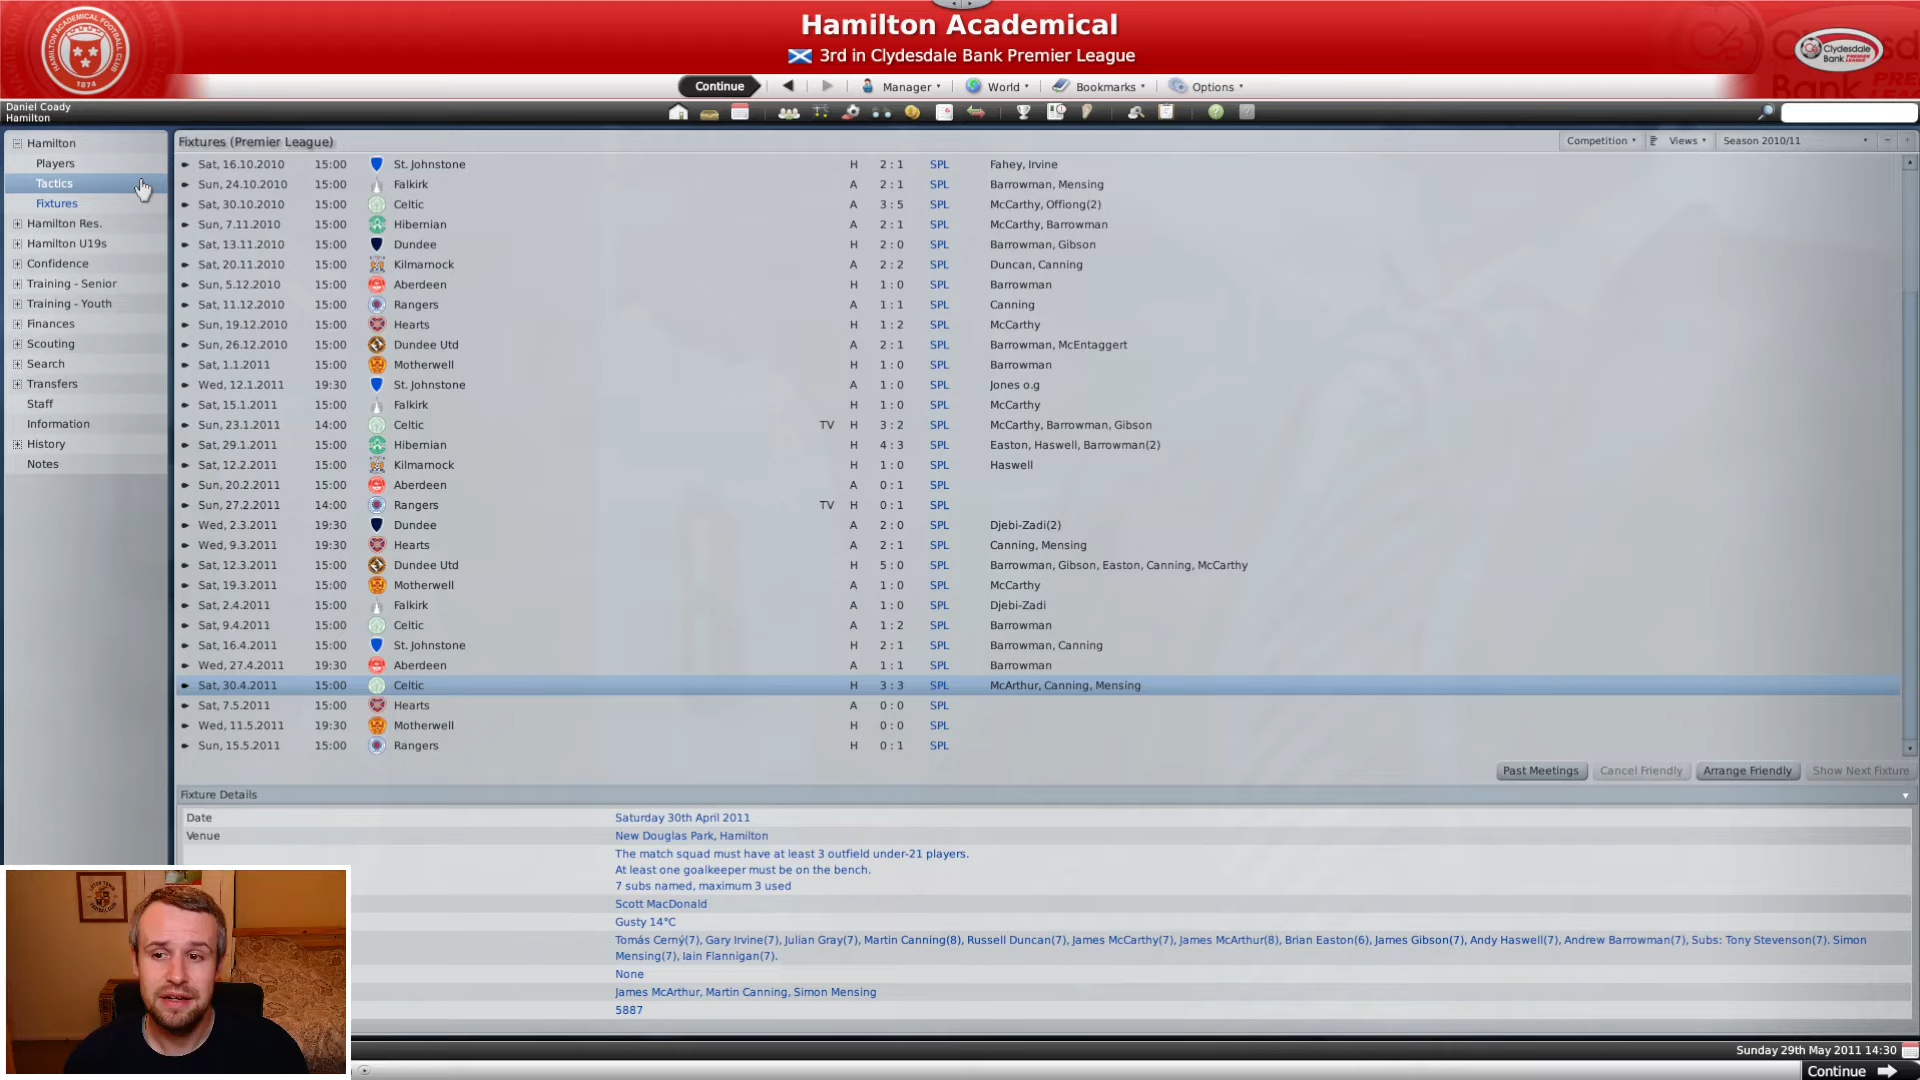 Hamilton Academical
3rd in Clydesdale Bank Premier League
Continue Manager World Bookmarks Options
Daniel Coady
Hamilton
Hamilton
Players
Tactics
Fixtures
Hamilton Res.
Hamilton U19s
Confidence
Training - Senior
Training - Youth
Finances
Scouting
Search
Transfers
Staff
Information
History
Notes
Fixtures (Premier League) Competition Views Season 2010/11
Sat, 16.10.2010 15:00 St. Johnstone H 2 : 1 SPL Fahey, Irvine
Sun, 24.10.2010 15:00 Falkirk A 2 : 1 SPL Barrowman, Mensing
Sat, 30.10.2010 15:00 Celtic A 3 : 5 SPL McCarthy, Offiong(2)
Sun, 7.11.2010 15:00 Hibernian A 2 : 1 SPL McCarthy, Barrowman
Sat, 13.11.2010 15:00 Dundee H 2 : 0 SPL Barrowman, Gibson
Sat, 20.11.2010 15:00 Kilmarnock A 2 : 2 SPL Duncan, Canning
Sun, 5.12.2010 15:00 Aberdeen H 1 : 0 SPL Barrowman
Sat, 11.12.2010 15:00 Rangers A 1 : 1 SPL Canning
Sun, 19.12.2010 15:00 Hearts H 1 : 2 SPL McCarthy
Sun, 26.12.2010 15:00 Dundee Utd A 2 : 1 SPL Barrowman, McEntaggert
Sat, 1.1.2011 15:00 Motherwell H 1 : 0 SPL Barrowman
Wed, 12.1.2011 19:30 St. Johnstone A 1 : 0 SPL Jones o.g
Sat, 15.1.2011 15:00 Falkirk H 1 : 0 SPL McCarthy
Sun, 23.1.2011 14:00 Celtic TV H 3 : 2 SPL McCarthy, Barrowman, Gibson
Sat, 29.1.2011 15:00 Hibernian H 4 : 3 SPL Easton, Haswell, Barrowman(2)
Sat, 12.2.2011 15:00 Kilmarnock H 1 : 0 SPL Haswell
Sun, 20.2.2011 15:00 Aberdeen A 0 : 1 SPL
Sun, 27.2.2011 14:00 Rangers TV H 0 : 1 SPL
Wed, 2.3.2011 19:30 Dundee A 2 : 0 SPL Djebi-Zadi(2)
Wed, 9.3.2011 19:30 Hearts A 2 : 1 SPL Canning, Mensing
Sat, 12.3.2011 15:00 Dundee Utd H 5 : 0 SPL Barrowman, Gibson, Easton, Canning, McCarthy
Sat, 19.3.2011 15:00 Motherwell A 1 : 0 SPL McCarthy
Sat, 2.4.2011 15:00 Falkirk A 1 : 0 SPL Djebi-Zadi
Sat, 9.4.2011 15:00 Celtic A 1 : 2 SPL Barrowman
Sat, 16.4.2011 15:00 St. Johnstone H 2 : 1 SPL Barrowman, Canning
Wed, 27.4.2011 19:30 Aberdeen A 1 : 1 SPL Barrowman
Sat, 30.4.2011 15:00 Celtic H 3 : 3 SPL McArthur, Canning, Mensing
Sat, 7.5.2011 15:00 Hearts A 0 : 0 SPL
Wed, 11.5.2011 19:30 Motherwell H 0 : 0 SPL
Sun, 15.5.2011 15:00 Rangers H 0 : 1 SPL
Past Meetings Cancel Friendly Arrange Friendly Show Next Fixture
Fixture Details
Date Saturday 30th April 2011
Venue New Douglas Park, Hamilton
The match squad must have at least 3 outfield under-21 players.
At least one goalkeeper must be on the bench.
7 subs named, maximum 3 used
Scott MacDonald
Gusty 14°C
Tomás Cerný(7), Gary Irvine(7), Julian Gray(7), Martin Canning(8), Russell Duncan(7), James McCarthy(7), James McArthur(8), Brian Easton(6), James Gibson(7), Andy Haswell(7), Andrew Barrowman(7), Subs: Tony Stevenson(7). Simon
Mensing(7), Iain Flannigan(7).
None
James McArthur, Martin Canning, Simon Mensing
5887
Sunday 29th May 2011 14:30
Continue